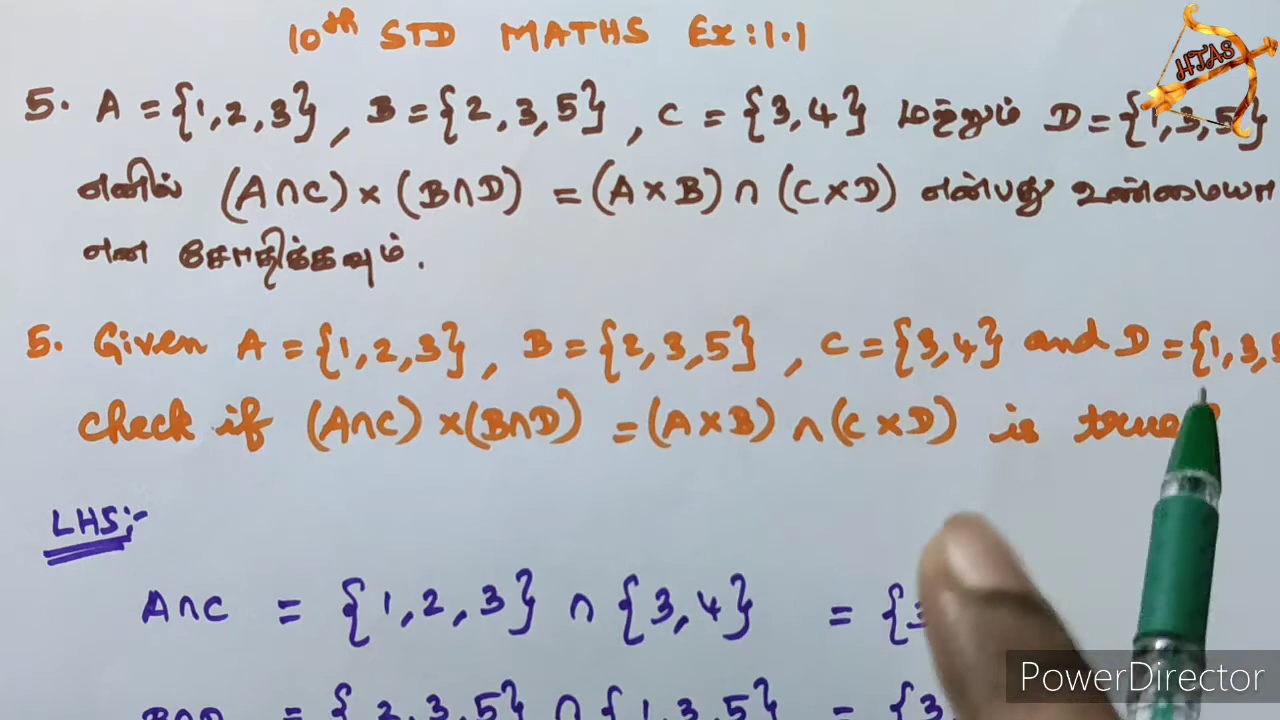 10th STD MATHS Ex:1.1
HTAS
5. A = {1,2,3}, B = {2,3,5}, C = {3,4} மற்றும் D = {1,3,5}
எனில் (A∩C) × (B∩D) = (A×B) ∩ (C×D) என்பது உண்மையா
என சோதிக்கவும்.
5. Given A = {1,2,3}, B = {2,3,5}, C = {3,4} and D = {1,3,5
check if (A∩C) × (B∩D) = (A×B) ∩ (C×D) is true?
LHS:-
A∩C = {1,2,3} ∩ {3,4} = {3
B∩D = {2,3,5} ∩ {1,3,5} = {3,
PowerDirector